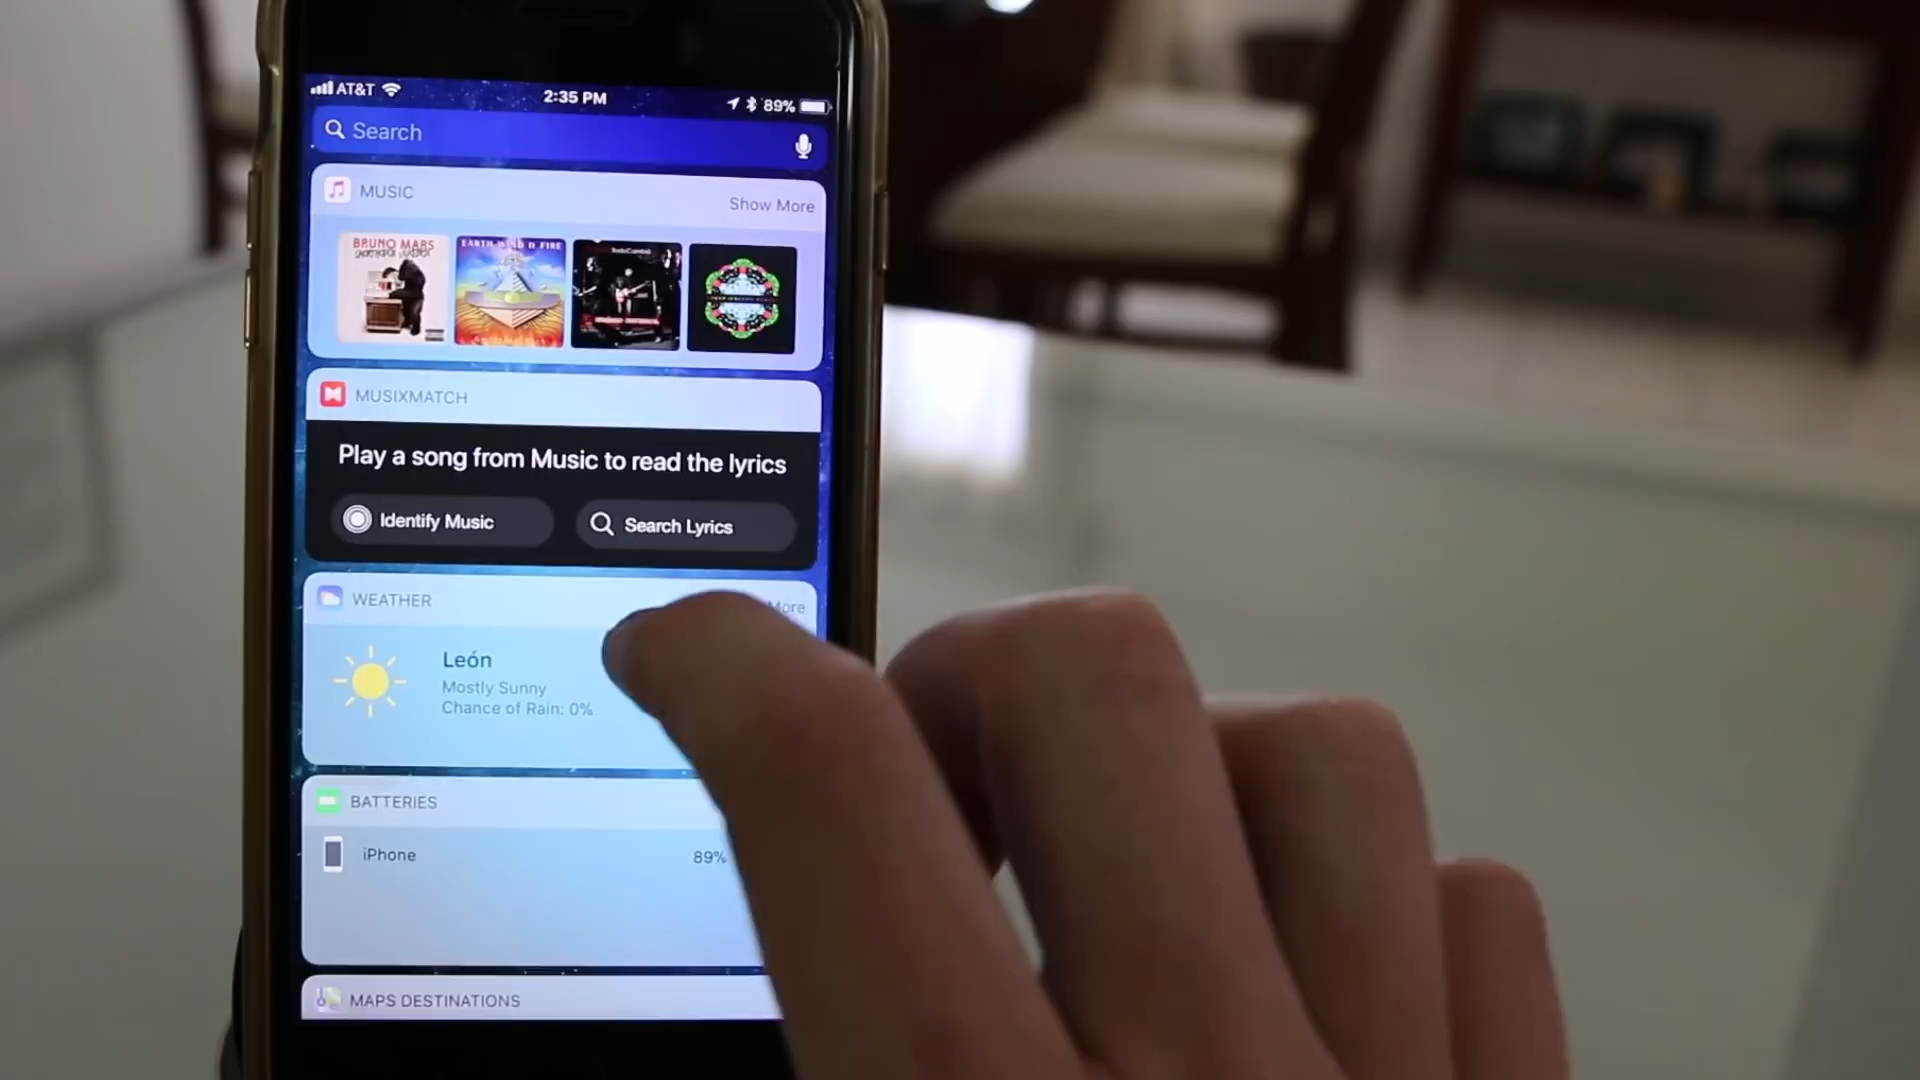 AT&T
2:35 PM
89%
Search
MUSIC
Show More
BRUNO MARS
EARTH WIND & FIRE
MUSIXMATCH
Play a song from Music to read the lyrics
Identify Music
Search Lyrics
WEATHER
More
León
Mostly Sunny
Chance of Rain: 0%
BATTERIES
iPhone
89%
MAPS DESTINATIONS